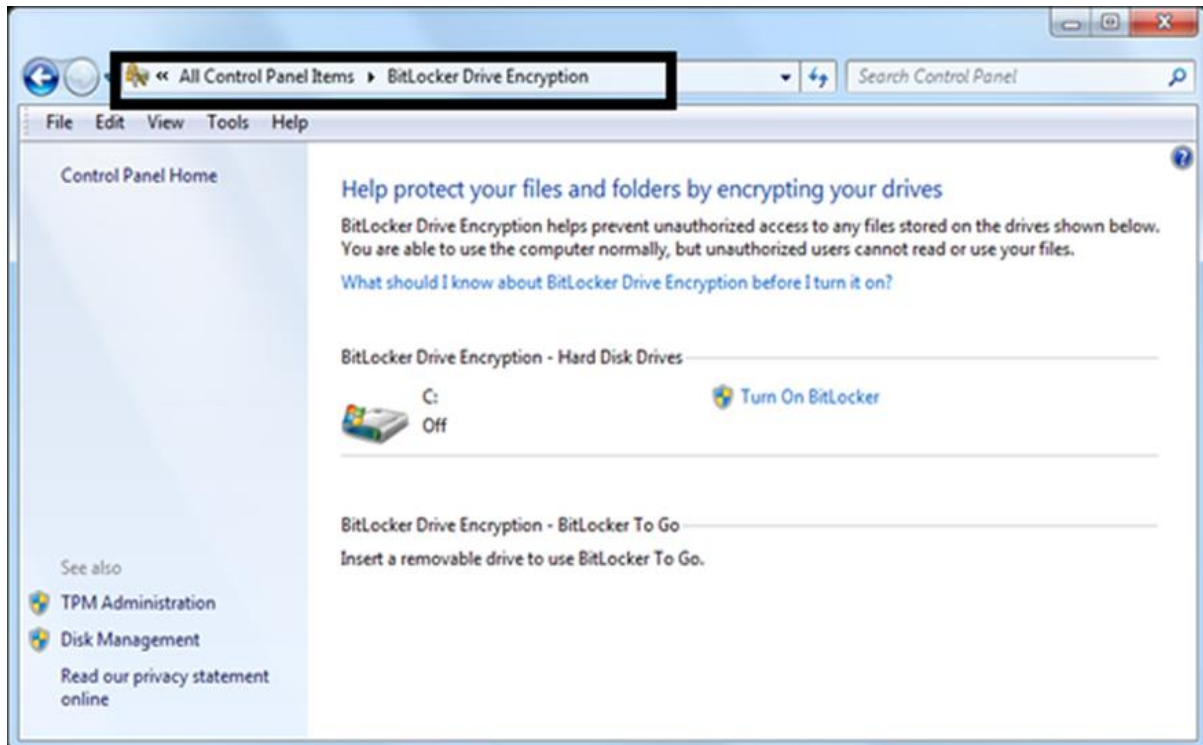 « All Control Panel Items ▸ BitLocker Drive Encryption
Search Control Panel
File Edit View Tools Help
Control Panel Home
Help protect your files and folders by encrypting your drives
BitLocker Drive Encryption helps prevent unauthorized access to any files stored on the drives shown below.
You are able to use the computer normally, but unauthorized users cannot read or use your files.
What should I know about BitLocker Drive Encryption before I turn it on?
BitLocker Drive Encryption - Hard Disk Drives
C:
Off
Turn On BitLocker
BitLocker Drive Encryption - BitLocker To Go
Insert a removable drive to use BitLocker To Go.
See also
TPM Administration
Disk Management
Read our privacy statement
online